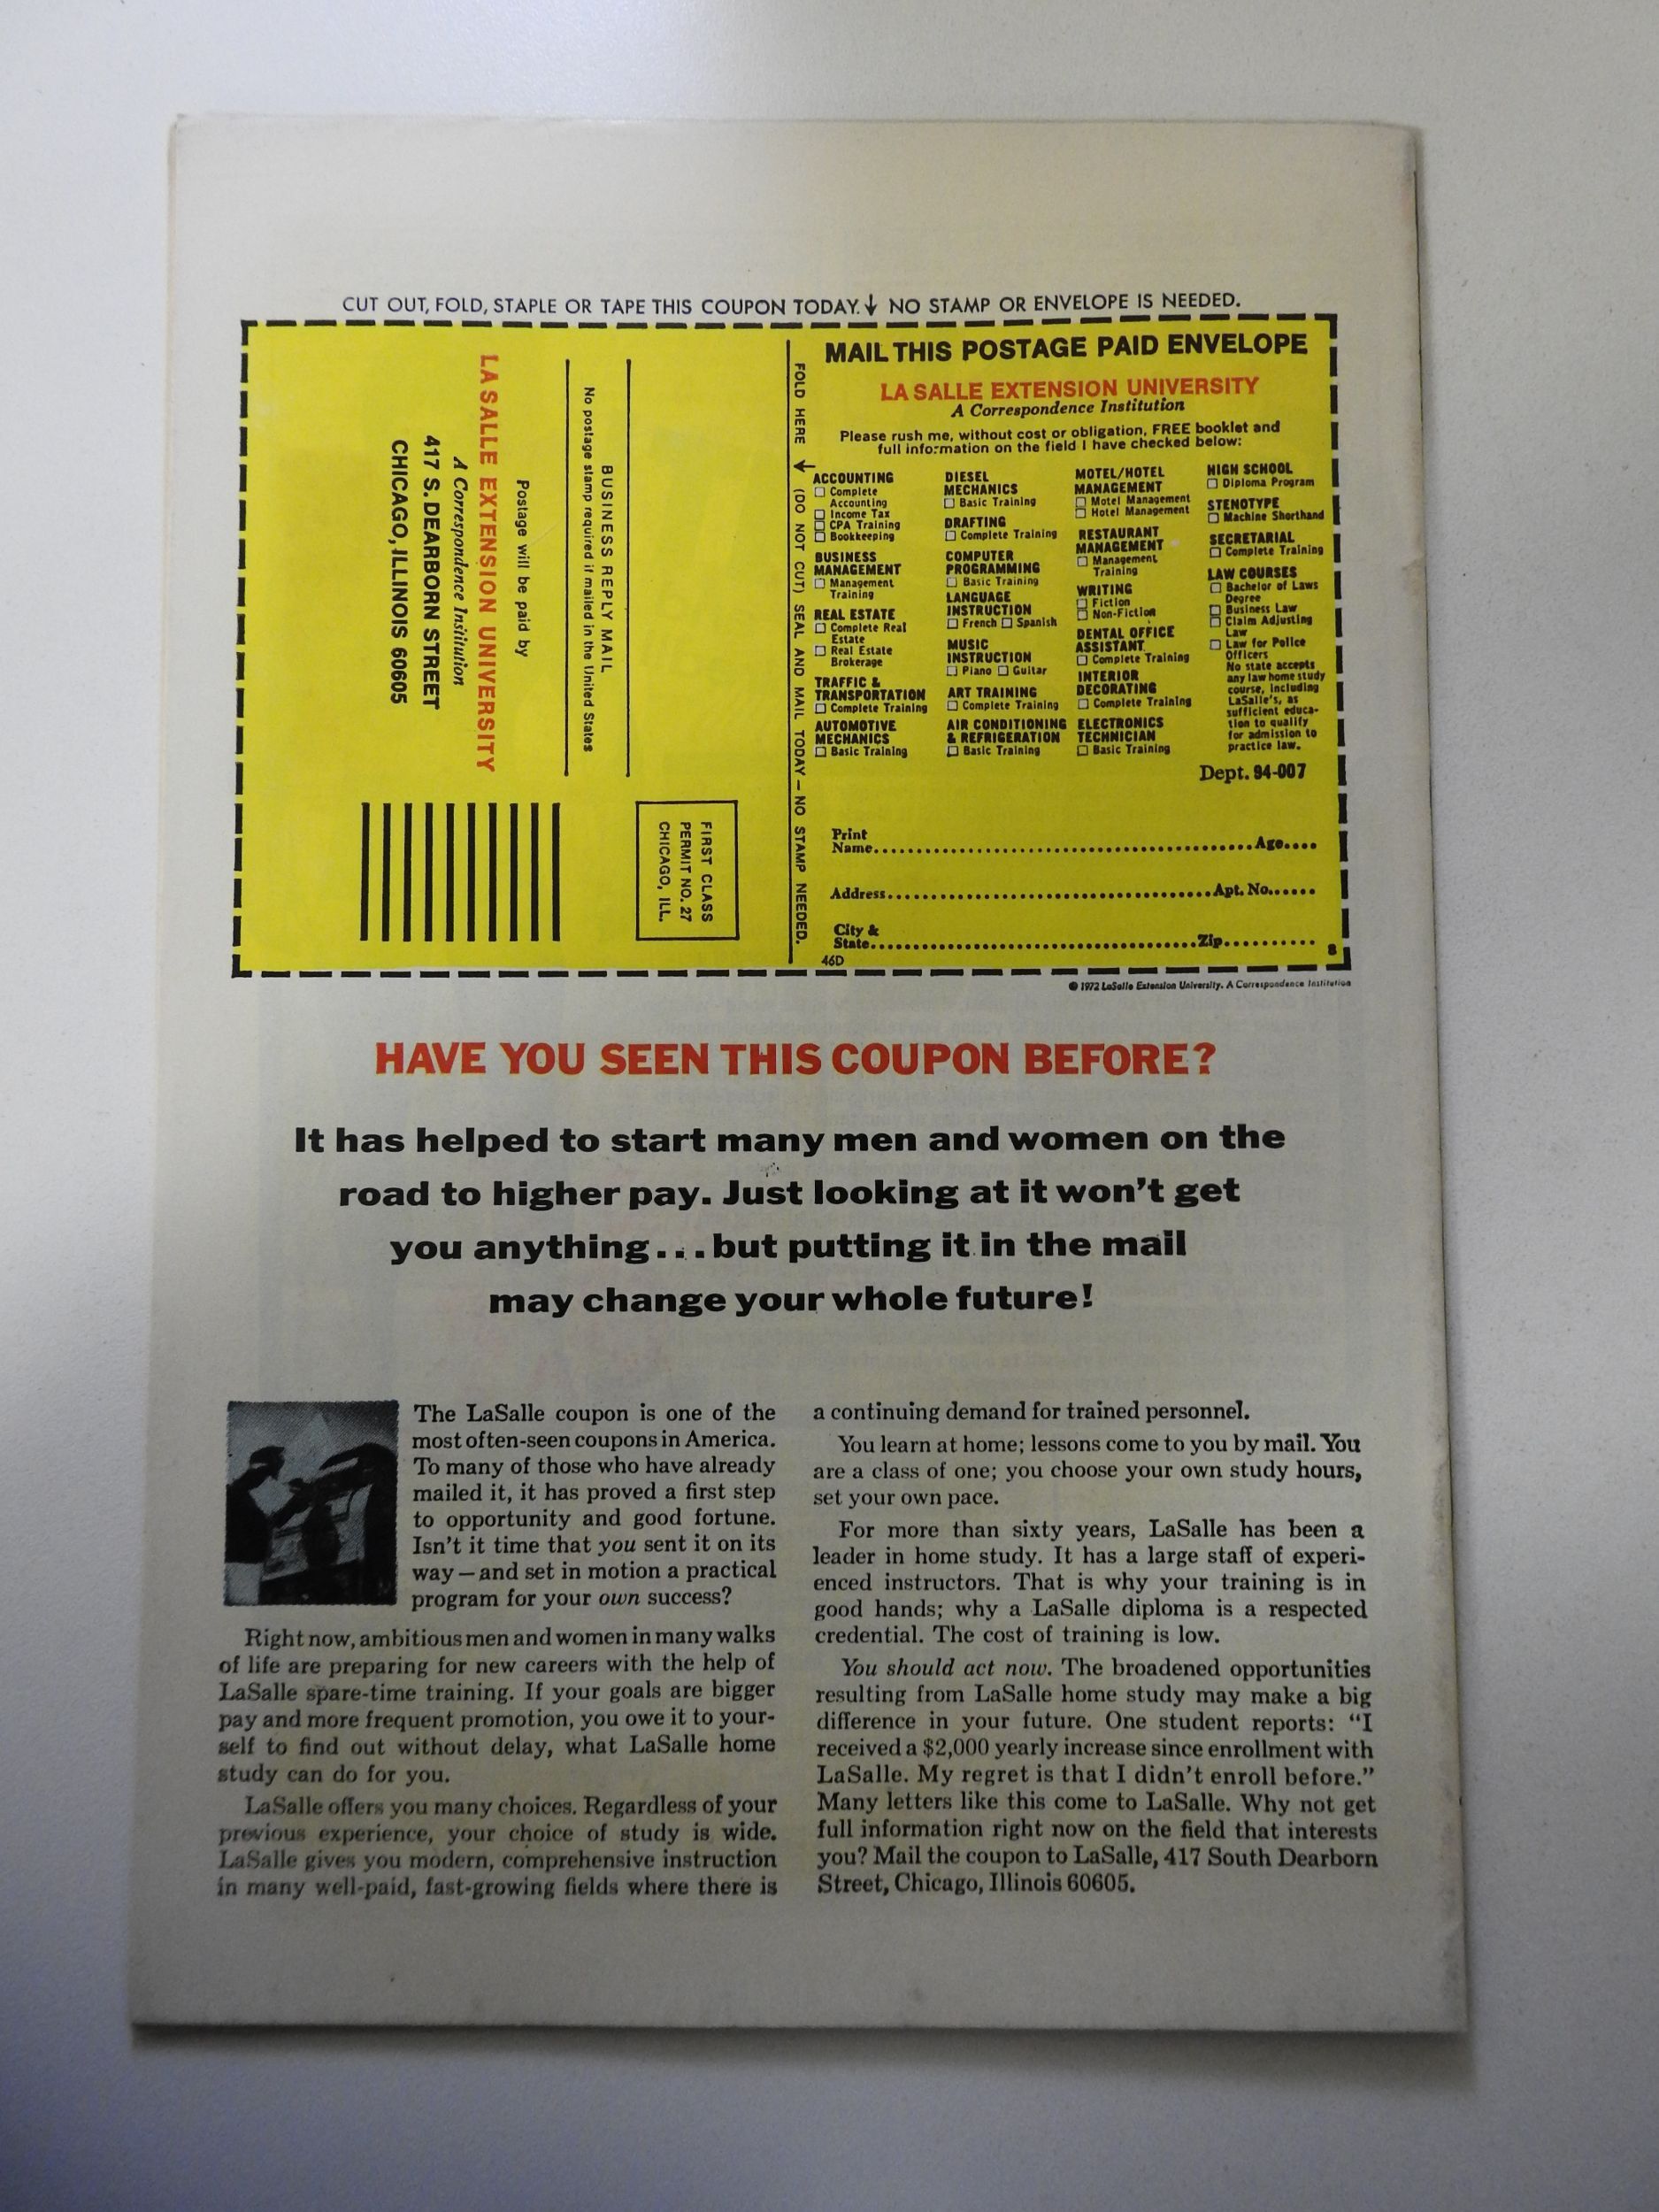 CUT OUT, FOLD, STAPLE OR TAPE THIS COUPON TODAY. ↓ NO STAMP OR ENVELOPE IS NEEDED.
LA SALLE EXTENSION UNIVERSITY
A Correspondence Institution
417 S. DEARBORN STREET
CHICAGO, ILLINOIS 60605
Postage will be paid by
BUSINESS REPLY MAIL
No postage stamp required if mailed in the United States
FIRST CLASS
PERMIT NO. 27
CHICAGO, ILL.
FOLD HERE ↓ (DO NOT CUT) SEAL AND MAIL TODAY — NO STAMP NEEDED.
MAIL THIS POSTAGE PAID ENVELOPE
LA SALLE EXTENSION UNIVERSITY
A Correspondence Institution
Please rush me, without cost or obligation, FREE booklet and
full information on the field I have checked below:
ACCOUNTING
☐ Complete
Accounting
☐ Income Tax
☐ CPA Training
☐ Bookkeeping
BUSINESS
MANAGEMENT
☐ Management
Training
REAL ESTATE
☐ Complete Real
Estate
☐ Real Estate
Brokerage
TRAFFIC &
TRANSPORTATION
☐ Complete Training
AUTOMOTIVE
MECHANICS
☐ Basic Training
DIESEL
MECHANICS
☐ Basic Training
DRAFTING
☐ Complete Training
COMPUTER
PROGRAMMING
☐ Basic Training
LANGUAGE
INSTRUCTION
☐ French ☐ Spanish
MUSIC
INSTRUCTION
☐ Piano ☐ Guitar
ART TRAINING
☐ Complete Training
AIR CONDITIONING
& REFRIGERATION
☐ Basic Training
MOTEL/HOTEL
MANAGEMENT
☐ Motel Management
☐ Hotel Management
RESTAURANT
MANAGEMENT
☐ Management
Training
WRITING
☐ Fiction
☐ Non-Fiction
DENTAL OFFICE
ASSISTANT
☐ Complete Training
INTERIOR
DECORATING
☐ Complete Training
ELECTRONICS
TECHNICIAN
☐ Basic Training
HIGH SCHOOL
☐ Diploma Program
STENOTYPE
☐ Machine Shorthand
SECRETARIAL
☐ Complete Training
LAW COURSES
☐ Bachelor of Laws
Degree
☐ Business Law
☐ Claim Adjusting
Law
☐ Law for Police
Officers
No state accepts
any law home study
course, including
LaSalle's, as
sufficient educa-
tion to qualify
for admission to
practice law.
Dept. 94-007
Print
Name..........Age....
Address..........Apt. No......
City &
State..........Zip..........
46D
8
© 1972 LaSalle Extension University. A Correspondence Institution
HAVE YOU SEEN THIS COUPON BEFORE?
It has helped to start many men and women on the
road to higher pay. Just looking at it won't get
you anything...but putting it in the mail
may change your whole future!
The LaSalle coupon is one of the
most often-seen coupons in America.
To many of those who have already
mailed it, it has proved a first step
to opportunity and good fortune.
Isn't it time that you sent it on its
way—and set in motion a practical
program for your own success?
Right now, ambitious men and women in many walks
of life are preparing for new careers with the help of
LaSalle spare-time training. If your goals are bigger
pay and more frequent promotion, you owe it to your-
self to find out without delay, what LaSalle home
study can do for you.
LaSalle offers you many choices. Regardless of your
previous experience, your choice of study is wide.
LaSalle gives you modern, comprehensive instruction
in many well-paid, fast-growing fields where there is
a continuing demand for trained personnel.
You learn at home; lessons come to you by mail. You
are a class of one; you choose your own study hours,
set your own pace.
For more than sixty years, LaSalle has been a
leader in home study. It has a large staff of experi-
enced instructors. That is why your training is in
good hands; why a LaSalle diploma is a respected
credential. The cost of training is low.
You should act now. The broadened opportunities
resulting from LaSalle home study may make a big
difference in your future. One student reports: "I
received a $2,000 yearly increase since enrollment with
LaSalle. My regret is that I didn't enroll before."
Many letters like this come to LaSalle. Why not get
full information right now on the field that interests
you? Mail the coupon to LaSalle, 417 South Dearborn
Street, Chicago, Illinois 60605.